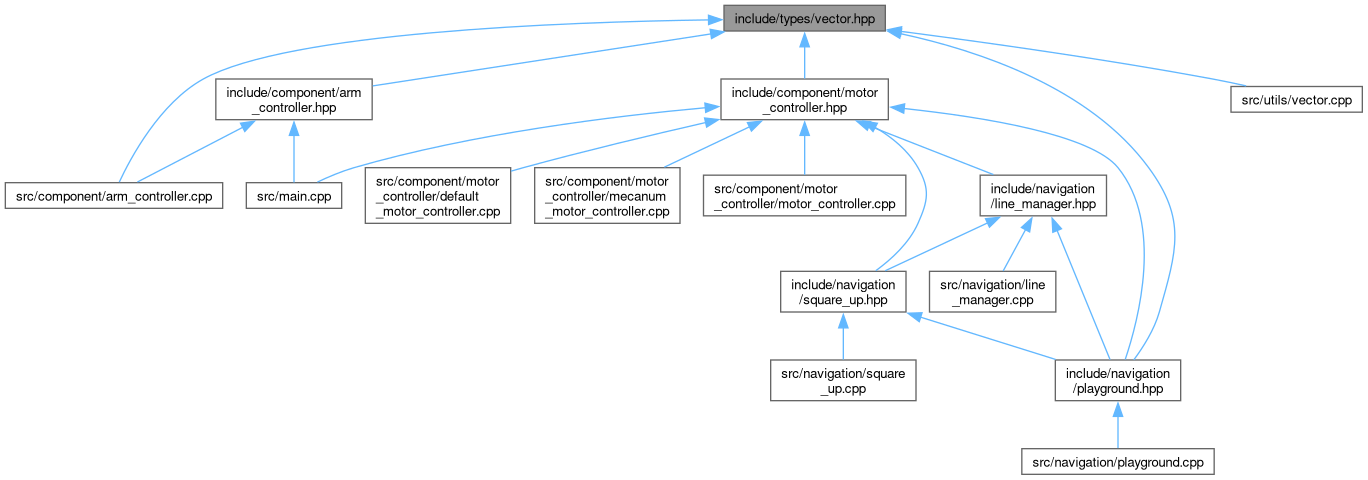 include/types/vector.hpp
include/component/arm
_controller.hpp
include/component/motor
_controller.hpp
src/utils/vector.cpp
src/component/arm_controller.cpp
src/main.cpp
src/component/motor
_controller/default
_motor_controller.cpp
src/component/motor
_controller/mecanum
_motor_controller.cpp
src/component/motor
_controller/motor_controller.cpp
include/navigation
/line_manager.hpp
include/navigation
/square_up.hpp
src/navigation/line
_manager.cpp
src/navigation/square
_up.cpp
include/navigation
/playground.hpp
src/navigation/playground.cpp